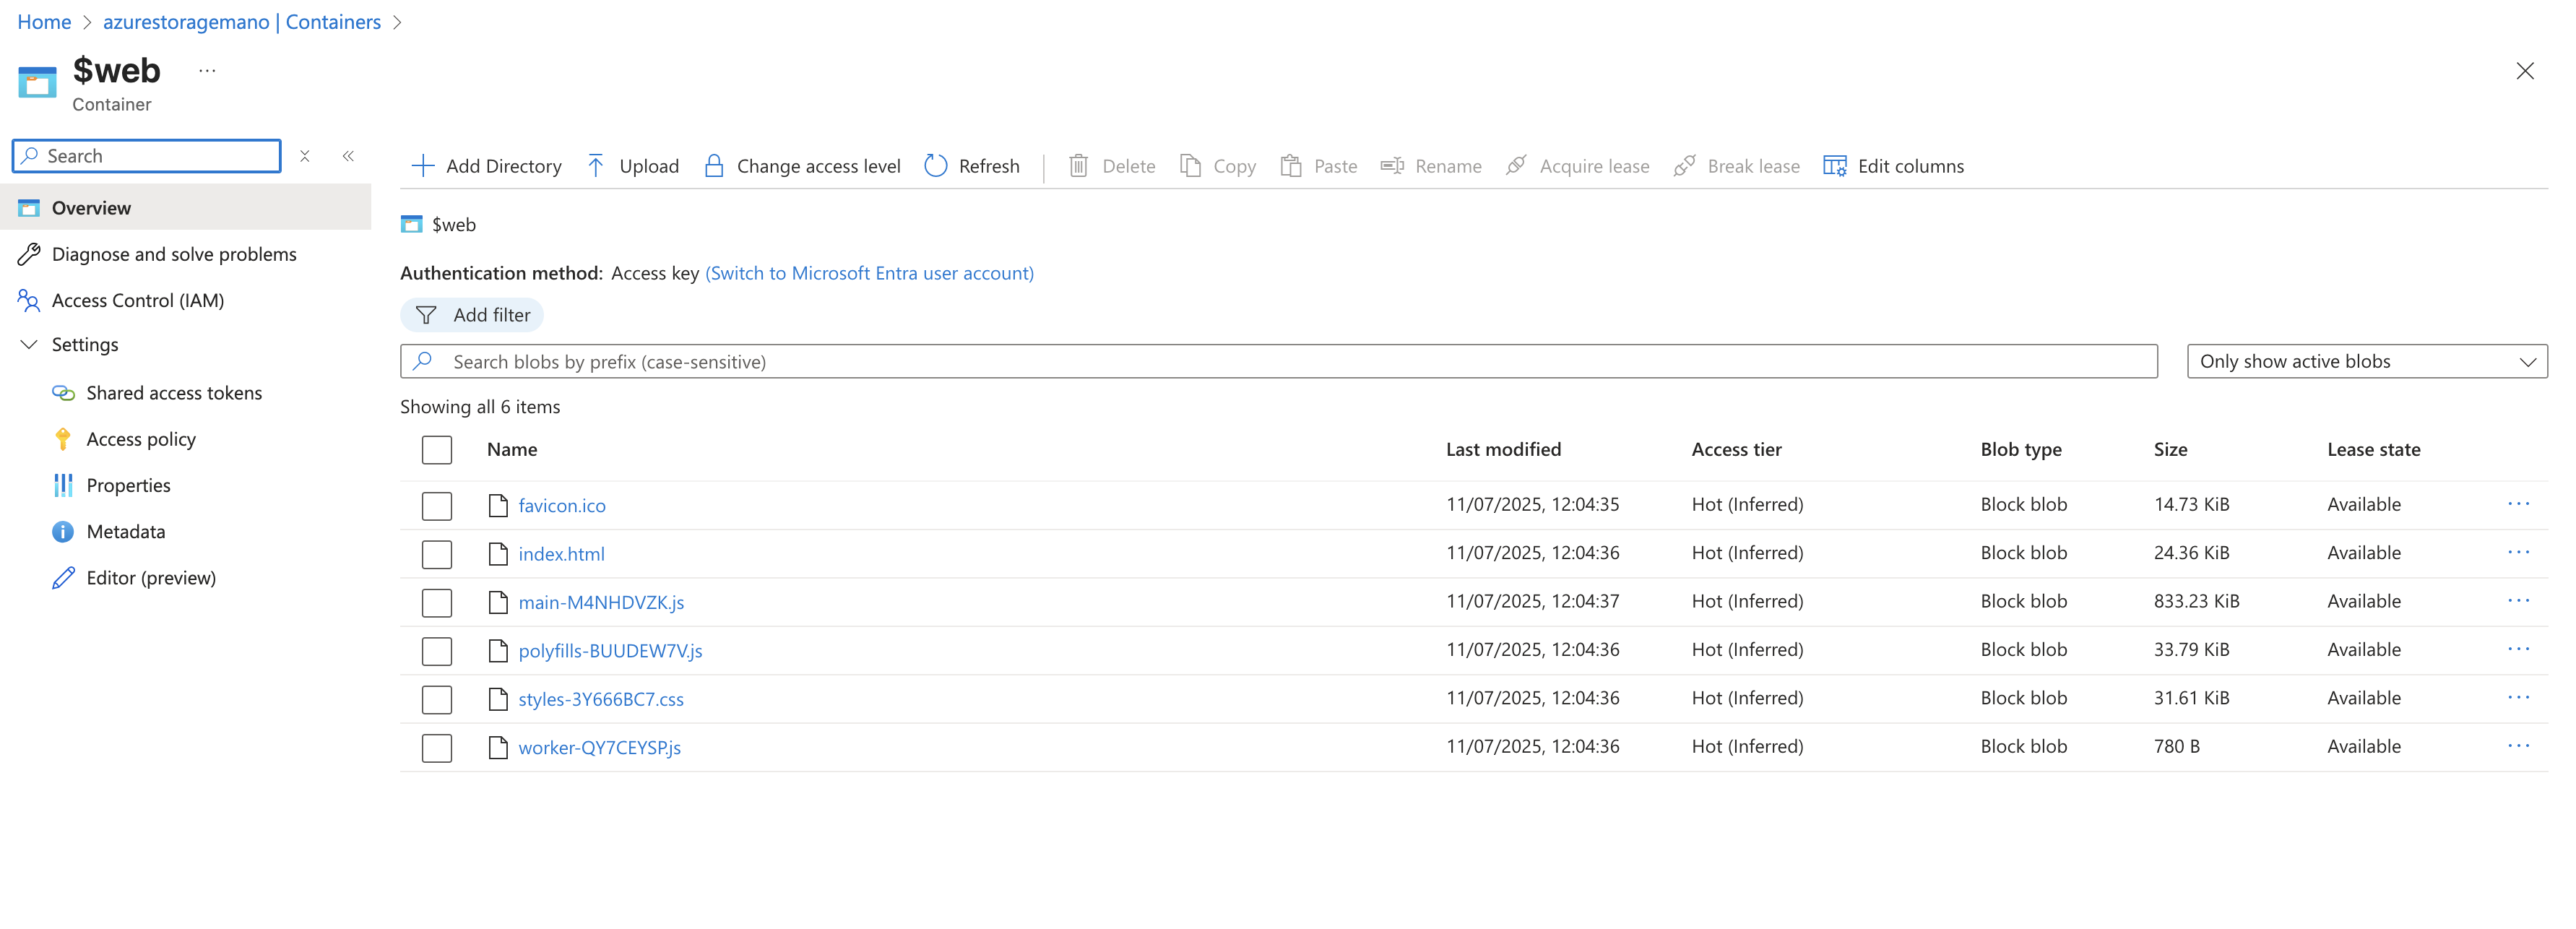 Home > azurestoragemano | Containers >
$web ...
Container
Search
Overview
Diagnose and solve problems
Access Control (IAM)
Settings
Shared access tokens
Access policy
Properties
Metadata
Editor (preview)
Add Directory Upload Change access level Refresh Delete Copy Paste Rename Acquire lease Break lease Edit columns
$web
Authentication method: Access key (Switch to Microsoft Entra user account)
Add filter
Search blobs by prefix (case-sensitive) Only show active blobs
Showing all 6 items
Name Last modified Access tier Blob type Size Lease state
favicon.ico 11/07/2025, 12:04:35 Hot (Inferred) Block blob 14.73 KiB Available ...
index.html 11/07/2025, 12:04:36 Hot (Inferred) Block blob 24.36 KiB Available ...
main-M4NHDVZK.js 11/07/2025, 12:04:37 Hot (Inferred) Block blob 833.23 KiB Available ...
polyfills-BUUDEW7V.js 11/07/2025, 12:04:36 Hot (Inferred) Block blob 33.79 KiB Available ...
styles-3Y666BC7.css 11/07/2025, 12:04:36 Hot (Inferred) Block blob 31.61 KiB Available ...
worker-QY7CEYSP.js 11/07/2025, 12:04:36 Hot (Inferred) Block blob 780 B Available ...